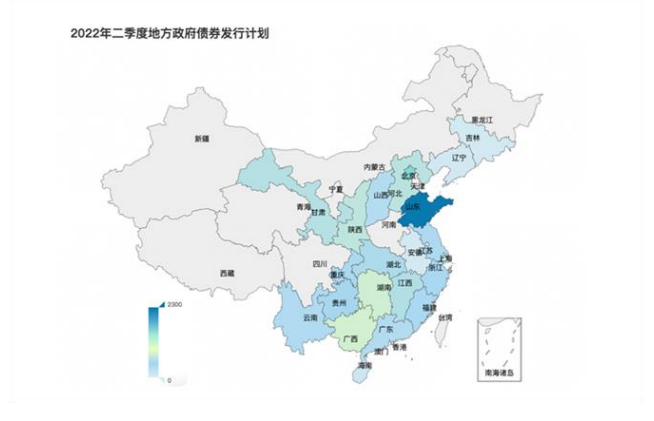 2022年二季度地方政府债券发行计划
黑龙江
吉林
新疆
辽宁
内蒙古
北京
天津
宁夏
山西
河北
青海
甘肃
山东
陕西
河南
安徽
江苏
上海
四川
湖北
西藏
重庆
浙江
湖南
江西
贵州
2300
福建
云南
台湾
广东
广西
香港
澳门
海南
南海诸岛
0